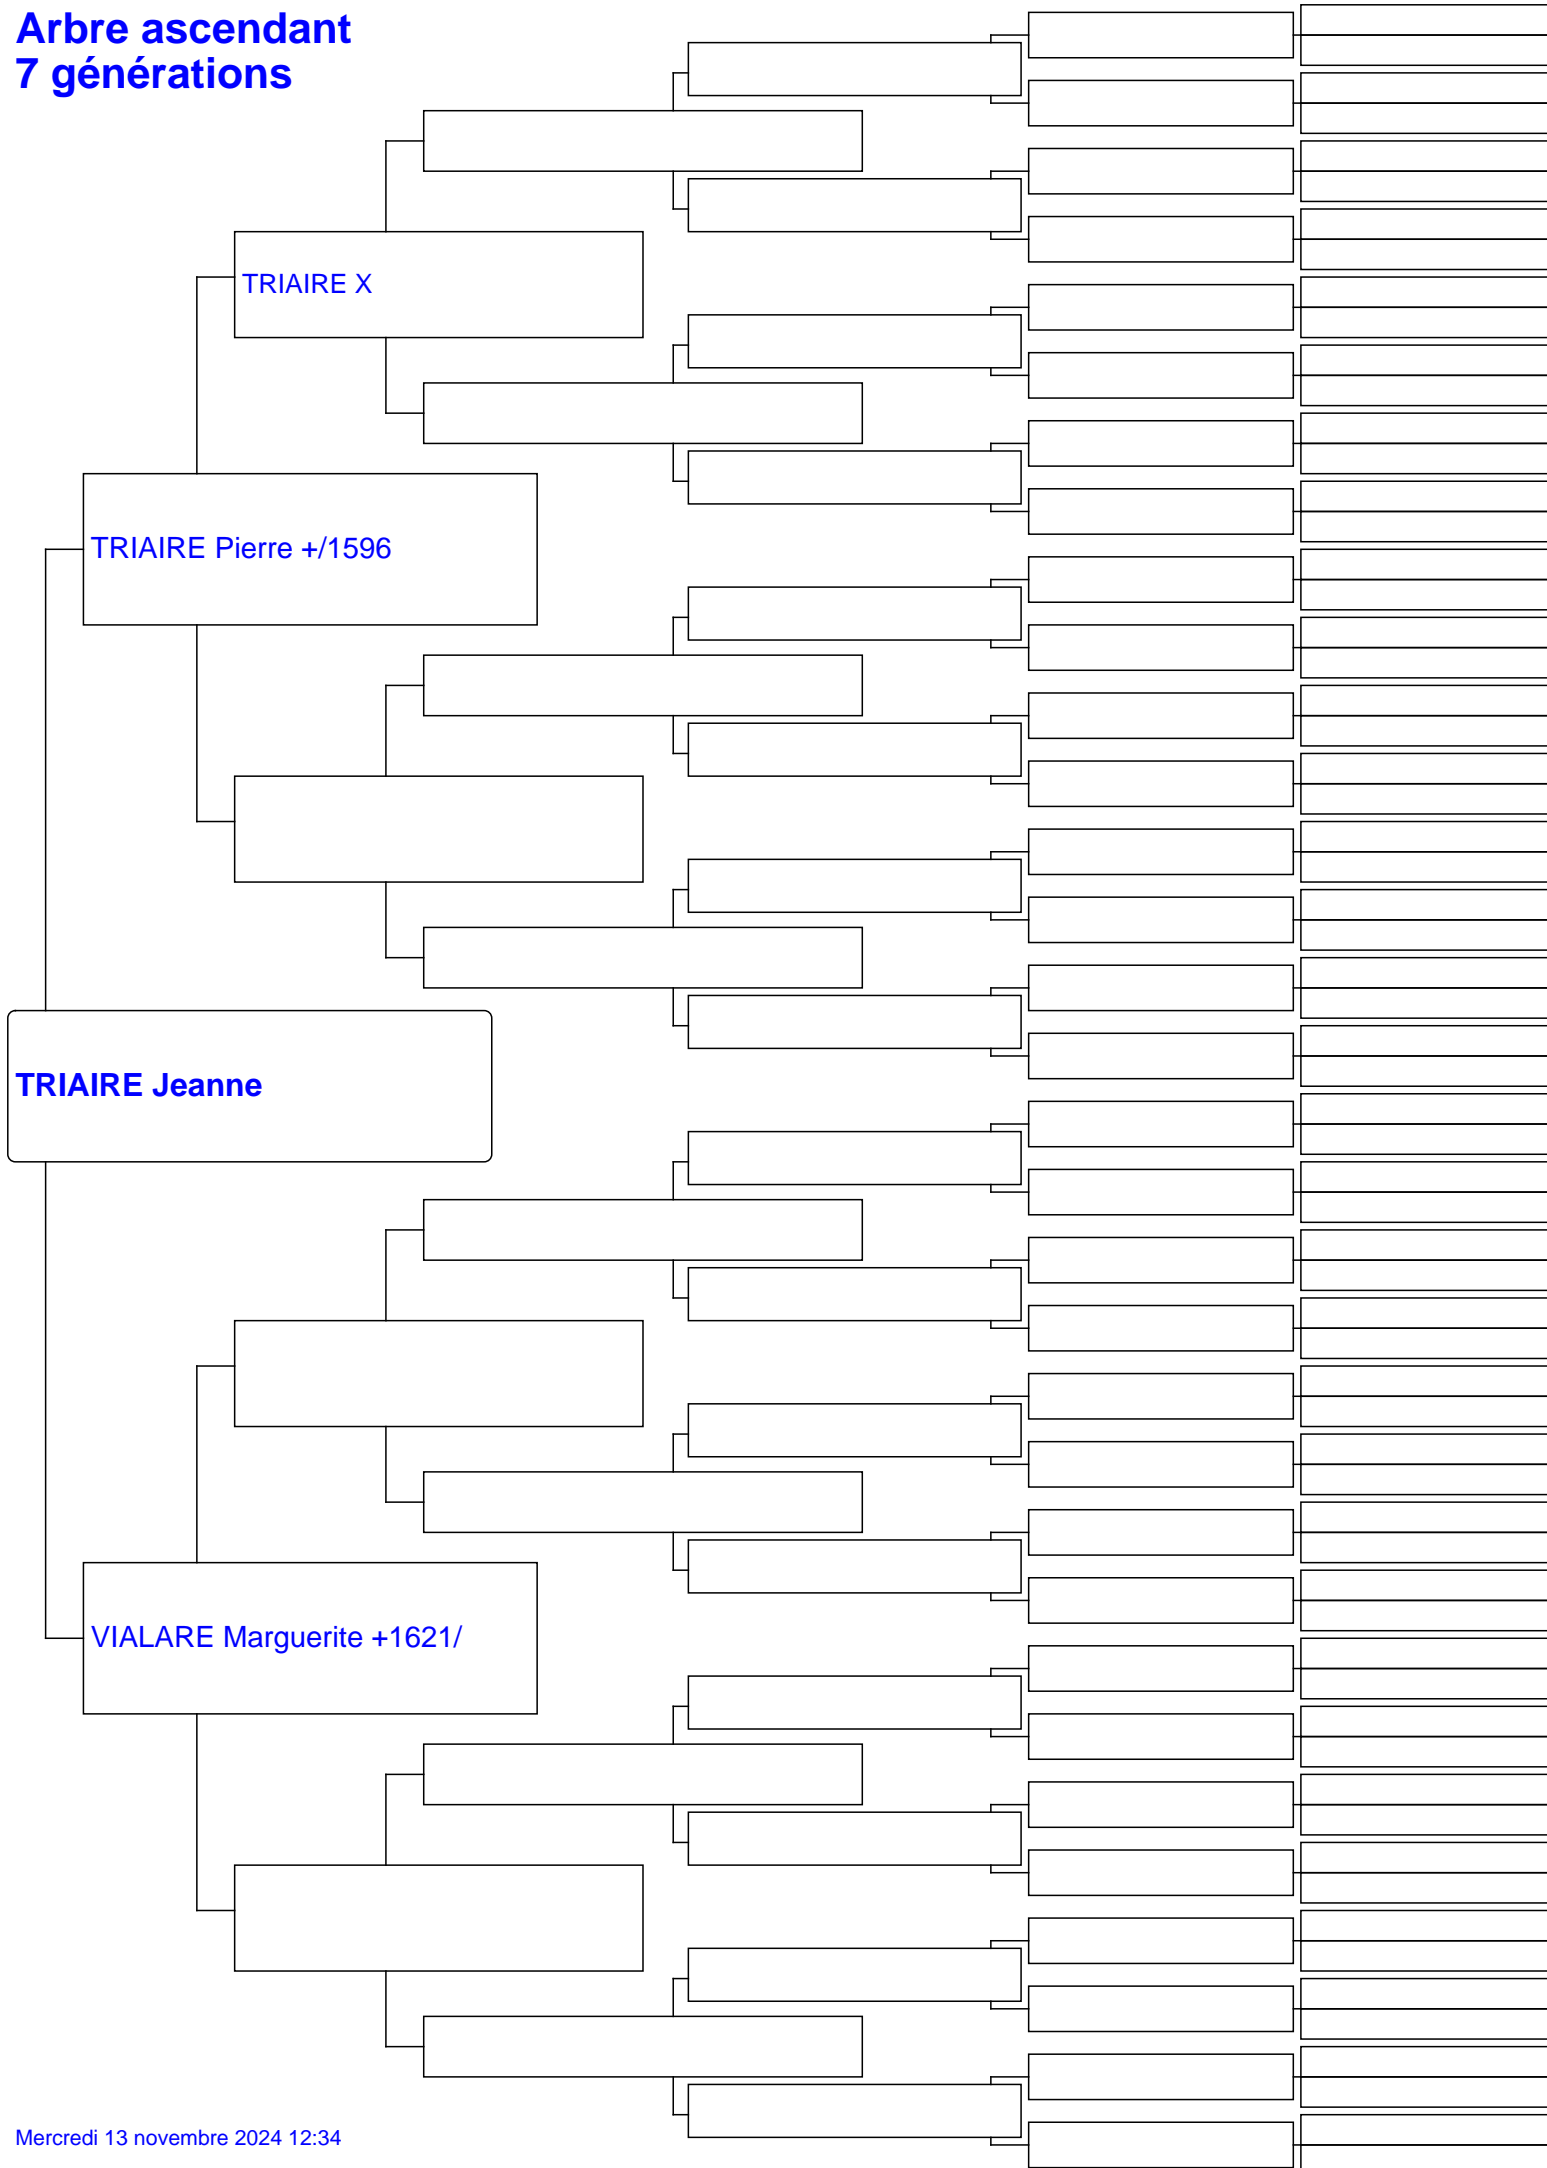 Arbre ascendant
7 générations
TRIAIRE X
TRIAIRE Pierre +/1596
TRIAIRE Jeanne
VIALARE Marguerite +1621/
Mercredi 13 novembre 2024 12:34